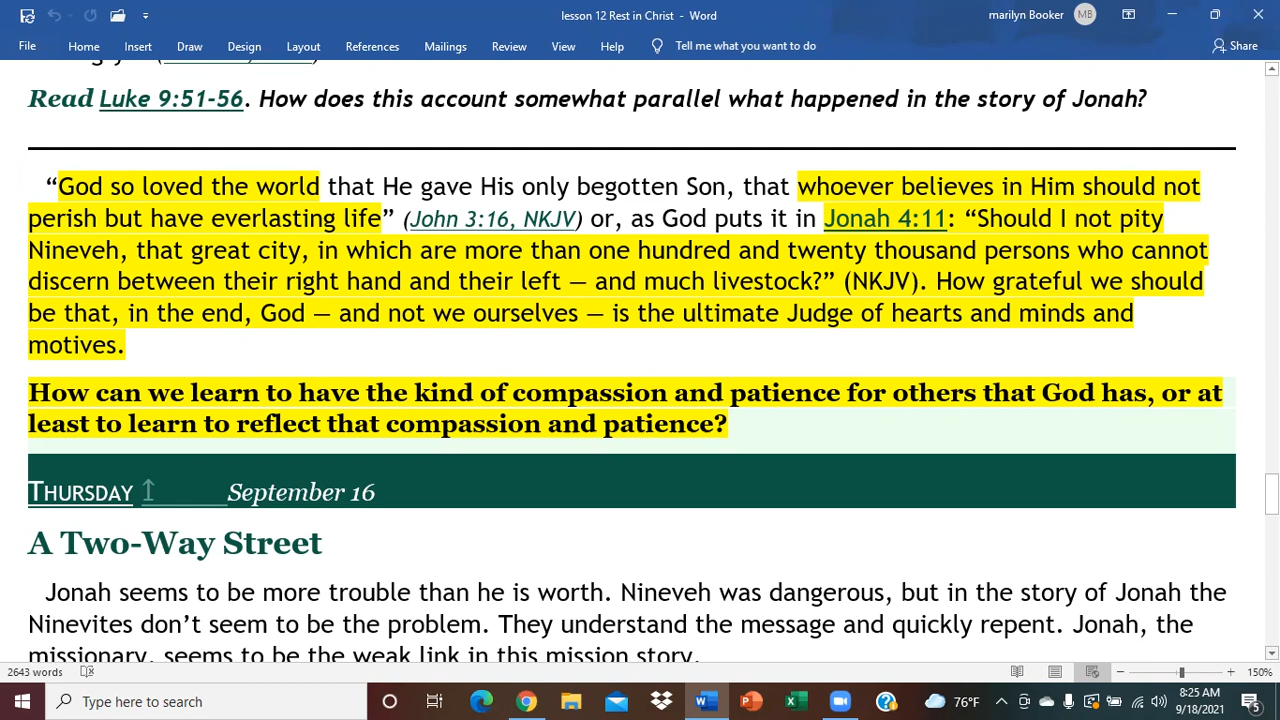 lesson 12 Rest in Christ - Word
marilyn Booker MB
File Home Insert Draw Design Layout References Mailings Review View Help Tell me what you want to do Share
Read Luke 9:51-56. How does this account somewhat parallel what happened in the story of Jonah?
“God so loved the world that He gave His only begotten Son, that whoever believes in Him should not
perish but have everlasting life” (John 3:16, NKJV) or, as God puts it in Jonah 4:11: “Should I not pity
Nineveh, that great city, in which are more than one hundred and twenty thousand persons who cannot
discern between their right hand and their left — and much livestock?” (NKJV). How grateful we should
be that, in the end, God — and not we ourselves — is the ultimate Judge of hearts and minds and
motives.
How can we learn to have the kind of compassion and patience for others that God has, or at
least to learn to reflect that compassion and patience?
THURSDAY ↥ September 16
A Two-Way Street
Jonah seems to be more trouble than he is worth. Nineveh was dangerous, but in the story of Jonah the
Ninevites don’t seem to be the problem. They understand the message and quickly repent. Jonah, the
missionary, seems to be the weak link in this mission story.
2643 words 150%
Type here to search 76°F 8:25 AM
9/18/2021 5